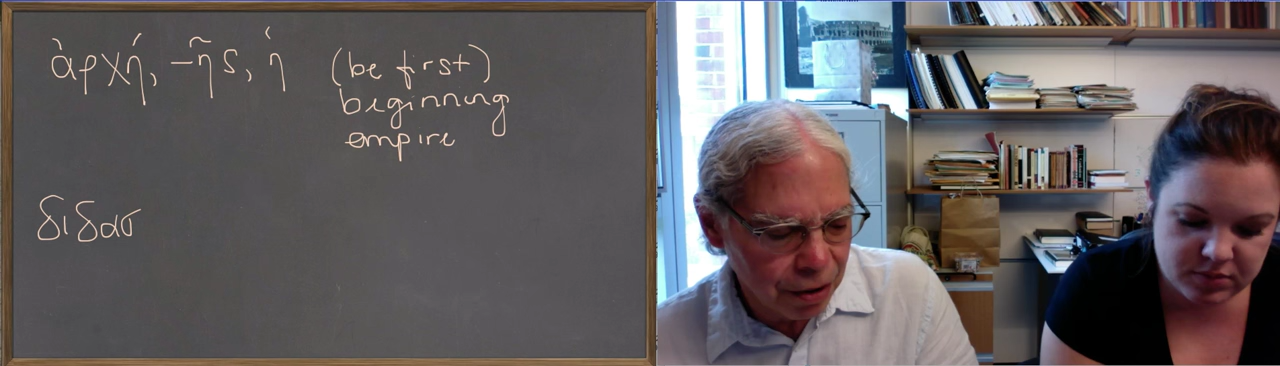 ἀρχή, -ῆς, ἡ (be first)
beginning
empire
διδασ